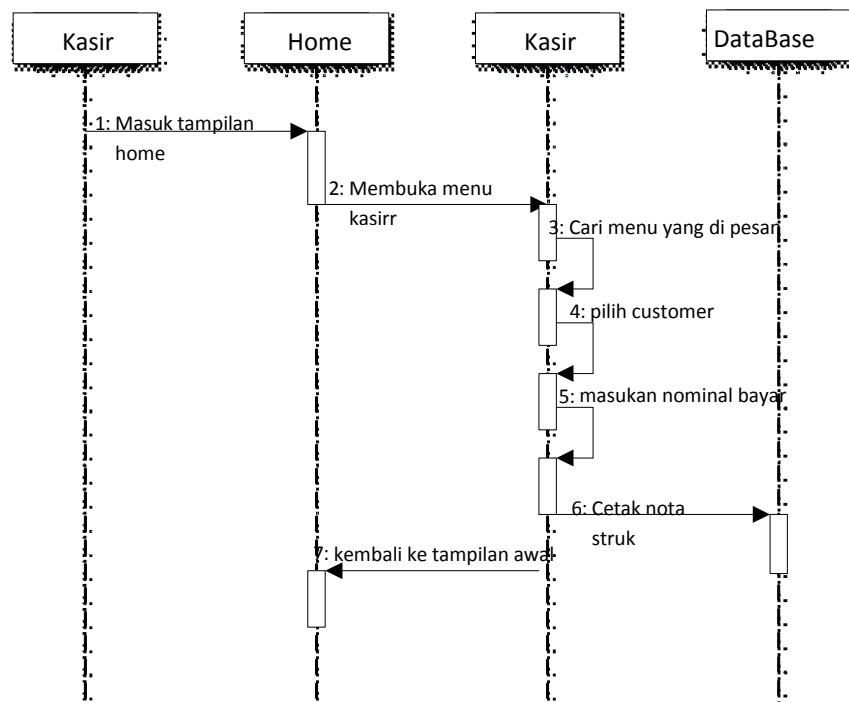 Kasir
Home
Kasir
DataBase
1: Masuk tampilan
home
2: Membuka menu
kasirr
3: Cari menu yang di pesan
4: pilih customer
5: masukan nominal bayar
6: Cetak nota
struk
7: kembali ke tampilan awal